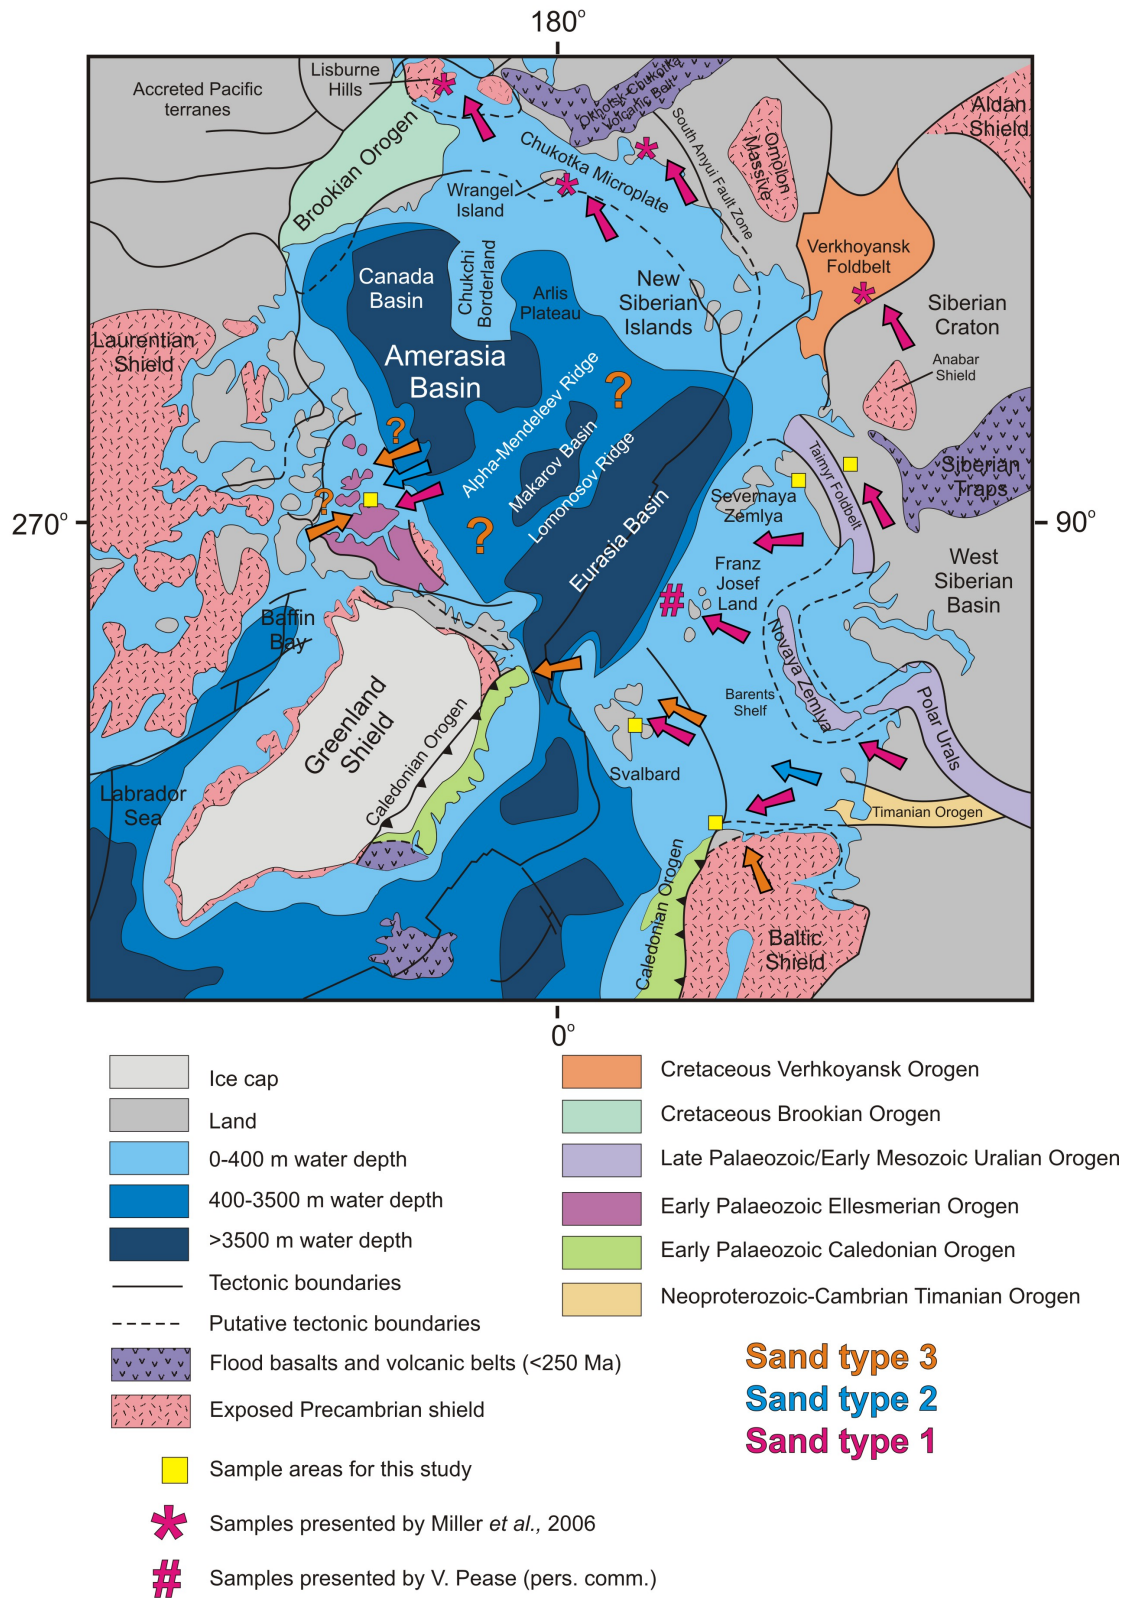 180°
Accreted Pacific
terranes
Lisburne
Hills
Brookian Orogen
Okhotsk-Chukotka
Volcanic Belt
South Anyui Fault Zone
Omolon
Massive
Aldan
Shield
Chukotka Microplate
Wrangel
Island
Verkhoyansk
Foldbelt
Canada
Basin
Chukchi
Borderland
Arlis
Plateau
New
Siberian
Islands
Siberian
Craton
Laurentian
Shield
Amerasia
Basin
Anabar
Shield
Alpha-Mendeleev Ridge
?
?
?
?
Makarov Basin
Lomonosov Ridge
Eurasia Basin
Taimyr Foldbelt
Siberian
Traps
Severnaya
Zemlya
270°
90°
Franz
Josef
Land
#
West
Siberian
Basin
Baffin
Bay
Novaya Zemlya
Barents
Shelf
Polar Urals
Greenland
Shield
Caledonian Orogen
Svalbard
Labrador
Sea
Timanian Orogen
Caledonian Orogen
Baltic
Shield
0°
Ice cap
Land
0-400 m water depth
400-3500 m water depth
>3500 m water depth
Tectonic boundaries
Putative tectonic boundaries
Flood basalts and volcanic belts (<250 Ma)
Exposed Precambrian shield
Sample areas for this study
* Samples presented by Miller et al., 2006
# Samples presented by V. Pease (pers. comm.)
Cretaceous Verhkoyansk Orogen
Cretaceous Brookian Orogen
Late Palaeozoic/Early Mesozoic Uralian Orogen
Early Palaeozoic Ellesmerian Orogen
Early Palaeozoic Caledonian Orogen
Neoproterozoic-Cambrian Timanian Orogen
Sand type 3
Sand type 2
Sand type 1